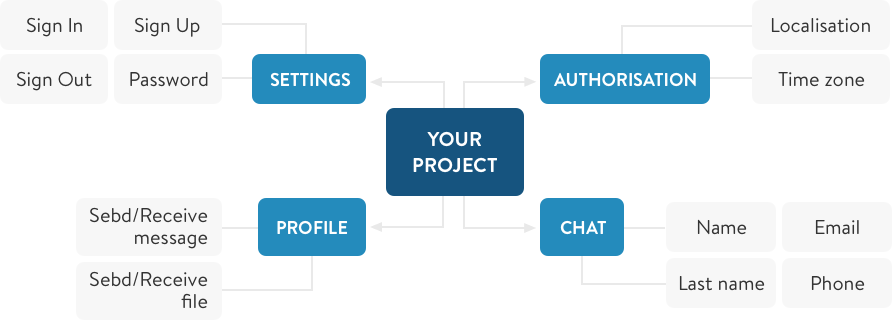 Sign In
Sign Up
Localisation
Sign Out
Password
SETTINGS
AUTHORISATION
Time zone
YOUR
PROJECT
Sebd/Receive
message
PROFILE
CHAT
Name
Email
Sebd/Receive
file
Last name
Phone